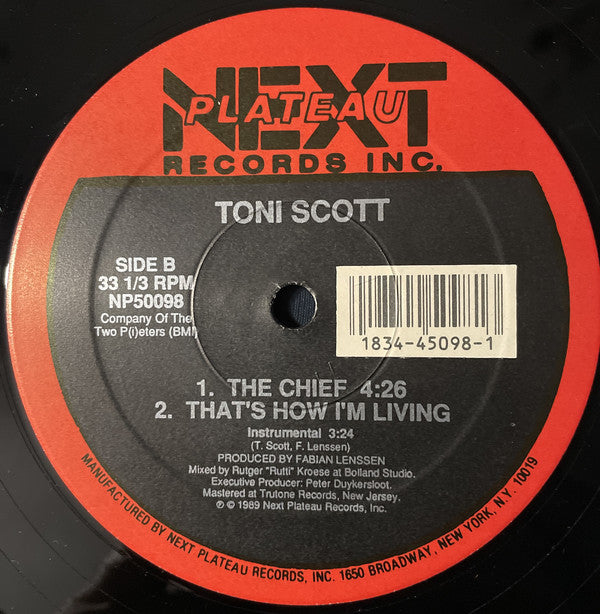 NEXT
PLATEAU
RECORDS INC.
TONI SCOTT
SIDE B
33 1/3 RPM
NP50098
Company Of The
Two P(i)eters (BMI)
1834-45098-1
1. THE CHIEF 4:26
2. THAT'S HOW I'M LIVING
Instrumental 3:24
(T. Scott, F. Lenssen)
PRODUCED BY FABIAN LENSSEN
Mixed by Rutger "Rutti" Kroese at Bolland Studio.
Executive Producer: Peter Duykersloot.
Mastered at Trutone Records, New Jersey.
℗ © 1989 Next Plateau Records, Inc.
MANUFACTURED BY NEXT PLATEAU RECORDS, INC. 1650 BROADWAY, NEW YORK, N.Y. 10019